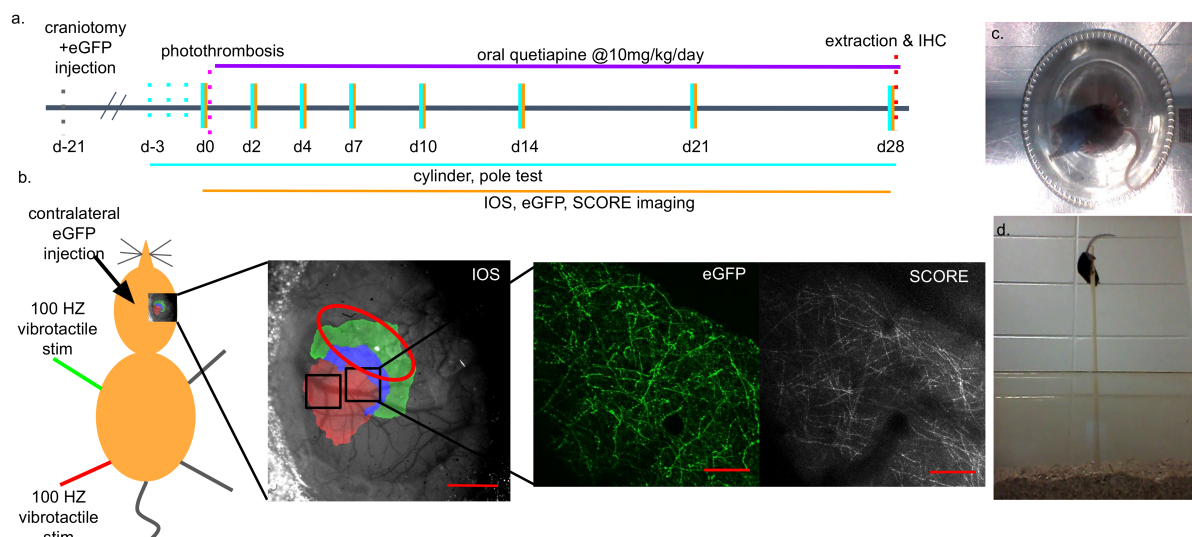 a.
craniotomy
+eGFP
injection
photothrombosis
oral quetiapine @10mg/kg/day
extraction & IHC
d-21
d-3
d0
d2
d4
d7
d10
d14
d21
d28
cylinder, pole test
IOS, eGFP, SCORE imaging
b.
contralateral
eGFP
injection
100 HZ
vibrotactile
stim
100 HZ
vibrotactile
stim
IOS
eGFP
SCORE
c.
d.